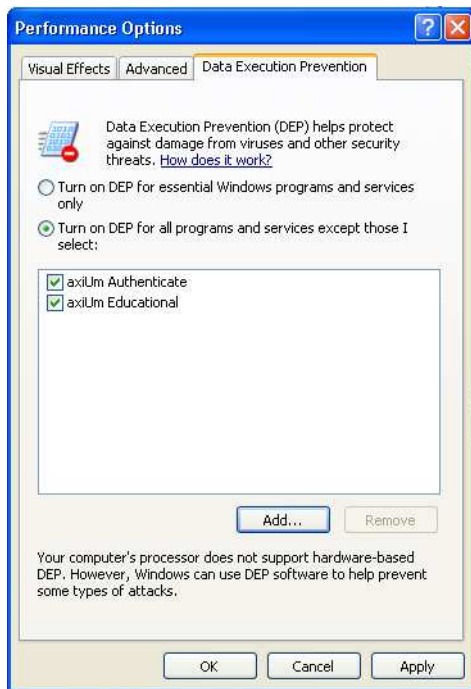 Performance Options
Visual Effects Advanced Data Execution Prevention
Data Execution Prevention (DEP) helps protect
against damage from viruses and other security
threats. How does it work?
Turn on DEP for essential Windows programs and services
only
Turn on DEP for all programs and services except those I
select:
axiUm Authenticate
axiUm Educational
Add... Remove
Your computer's processor does not support hardware-based
DEP. However, Windows can use DEP software to help prevent
some types of attacks.
OK Cancel Apply